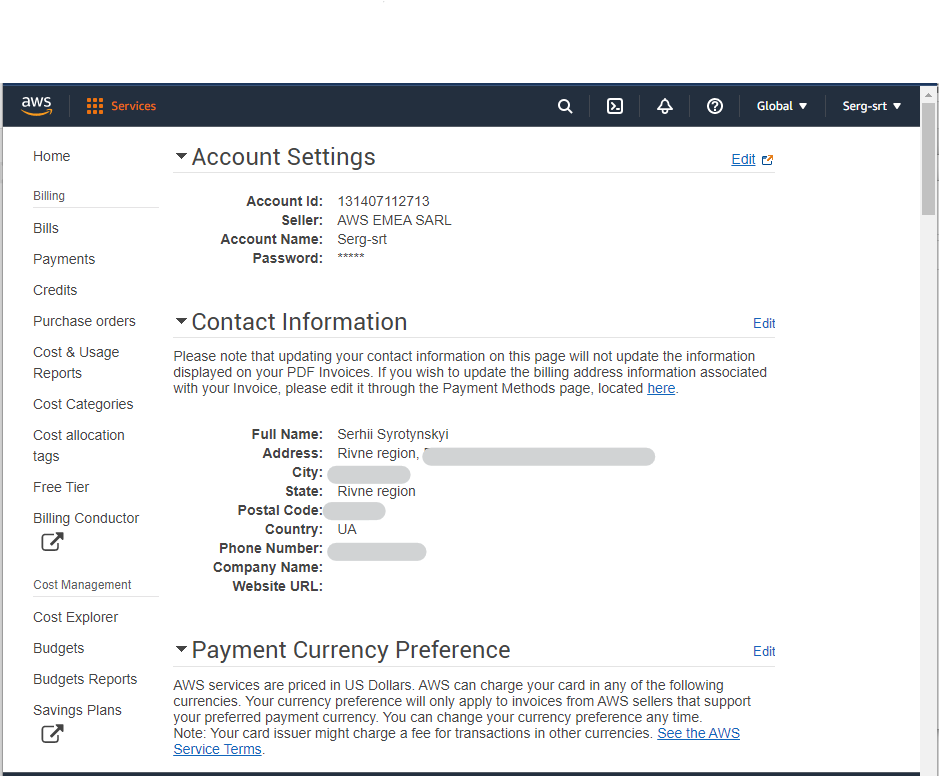 aws
Services
Global
Serg-srt
Home
Billing
Bills
Payments
Credits
Purchase orders
Cost & Usage
Reports
Cost Categories
Cost allocation
tags
Free Tier
Billing Conductor
Cost Management
Cost Explorer
Budgets
Budgets Reports
Savings Plans
Account Settings
Edit
Account Id: 131407112713
Seller: AWS EMEA SARL
Account Name: Serg-srt
Password: *****
Contact Information
Edit
Please note that updating your contact information on this page will not update the information
displayed on your PDF Invoices. If you wish to update the billing address information associated
with your Invoice, please edit it through the Payment Methods page, located here.
Full Name: Serhii Syrotynskyi
Address: Rivne region,
City:
State: Rivne region
Postal Code:
Country: UA
Phone Number:
Company Name:
Website URL:
Payment Currency Preference
Edit
AWS services are priced in US Dollars. AWS can charge your card in any of the following
currencies. Your currency preference will only apply to invoices from AWS sellers that support
your preferred payment currency. You can change your currency preference any time.
Note: Your card issuer might charge a fee for transactions in other currencies. See the AWS
Service Terms.